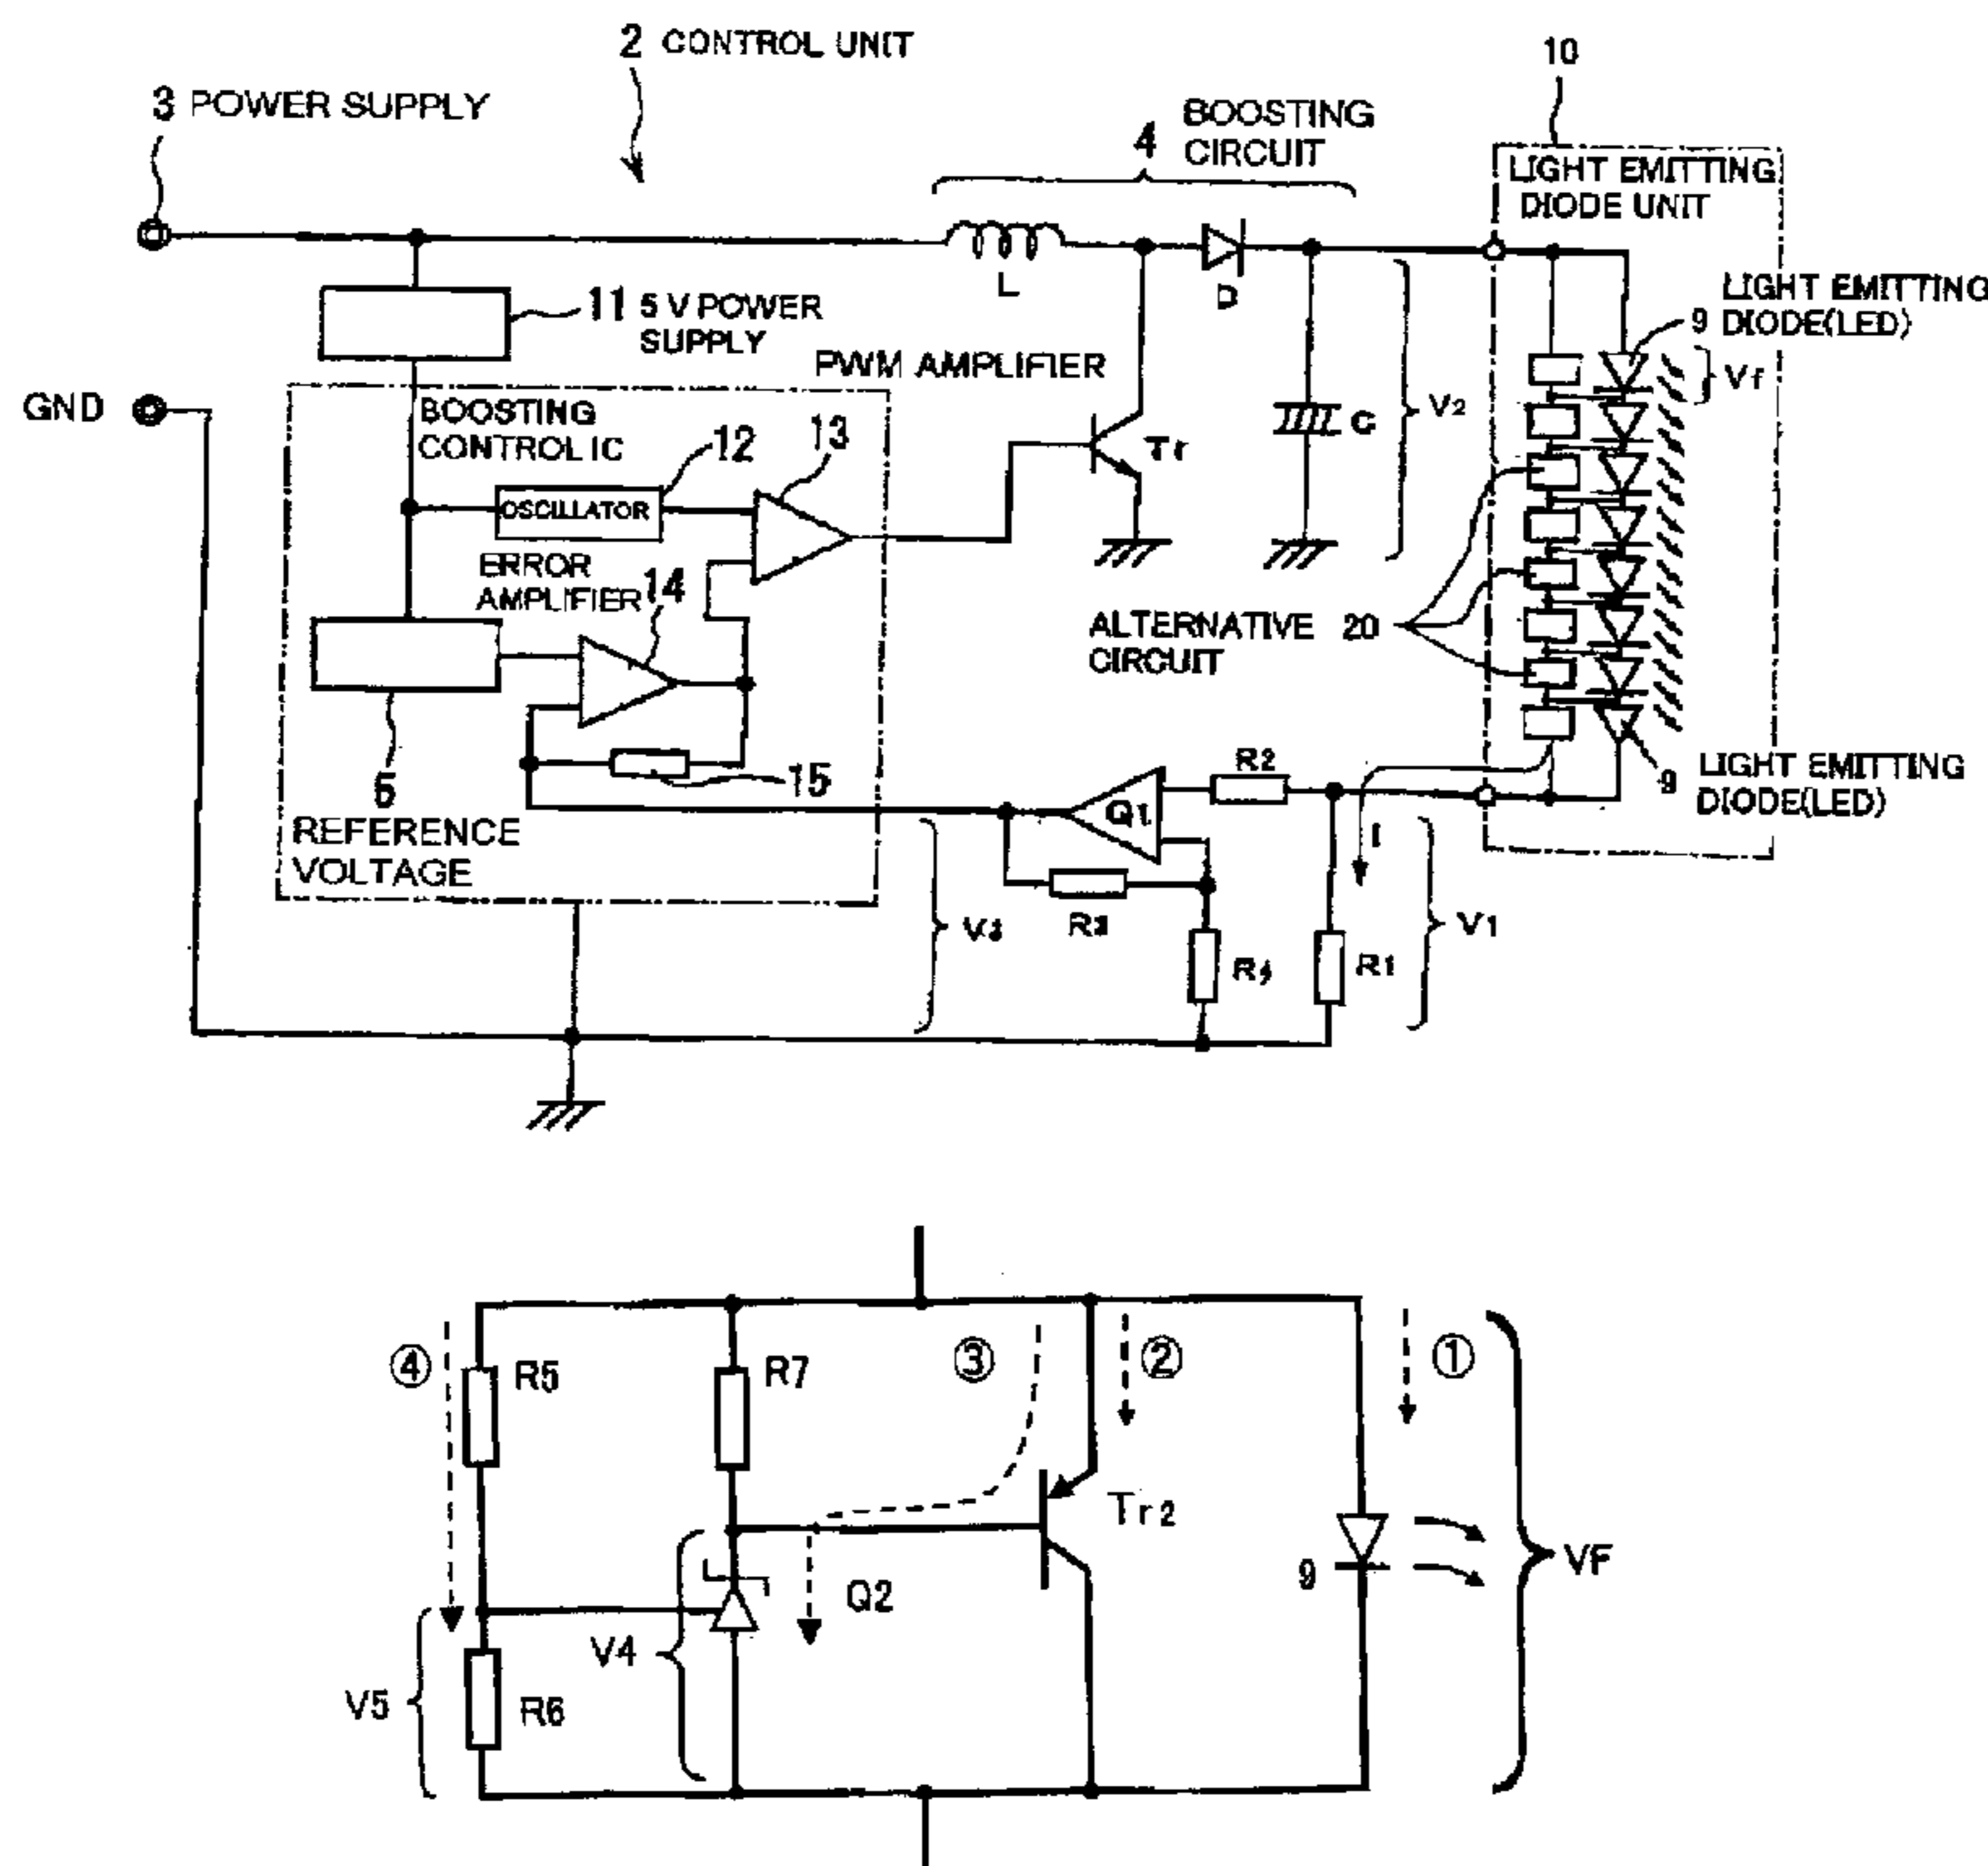 2 CONTROL UNIT
10
3 POWER SUPPLY
4 BOOSTING
CIRCUIT
LIGHT EMITTING
DIODE UNIT
L
D
LIGHT EMITTING
9 DIODE(LED)
11 5 V POWER
SUPPLY
PWM AMPLIFIER
Vf
GND
BOOSTING
CONTROL IC
12
13
V2
C
Tr
OSCILLATOR
ERROR
AMPLIFIER 14
ALTERNATIVE 20
CIRCUIT
15
R2
9 LIGHT EMITTING
DIODE(LED)
5
Q1
I
REFERENCE
VOLTAGE
R3
V3
V1
R4
R1
④
R5
R7
③
②
①
Tr2
9
VF
Q2
V4
V5
R6